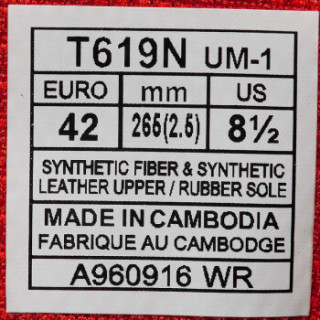 T619N UM-1
EURO mm US
42 265(2.5) 8½
SYNTHETIC FIBER & SYNTHETIC
LEATHER UPPER / RUBBER SOLE
MADE IN CAMBODIA
FABRIQUE AU CAMBODGE
A960916 WR